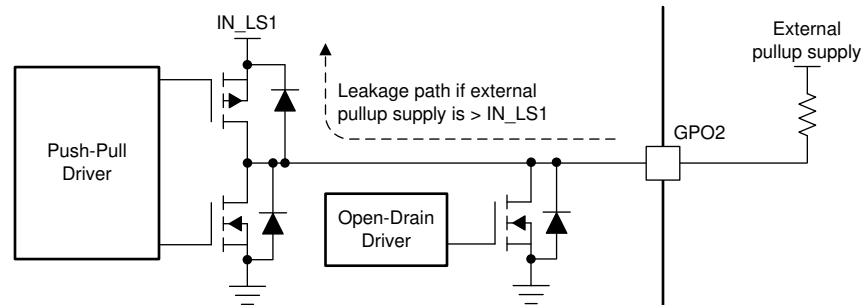 IN_LS1
External
pullup supply
Leakage path if external
pullup supply is > IN_LS1
GPO2
Push-Pull
Driver
Open-Drain
Driver